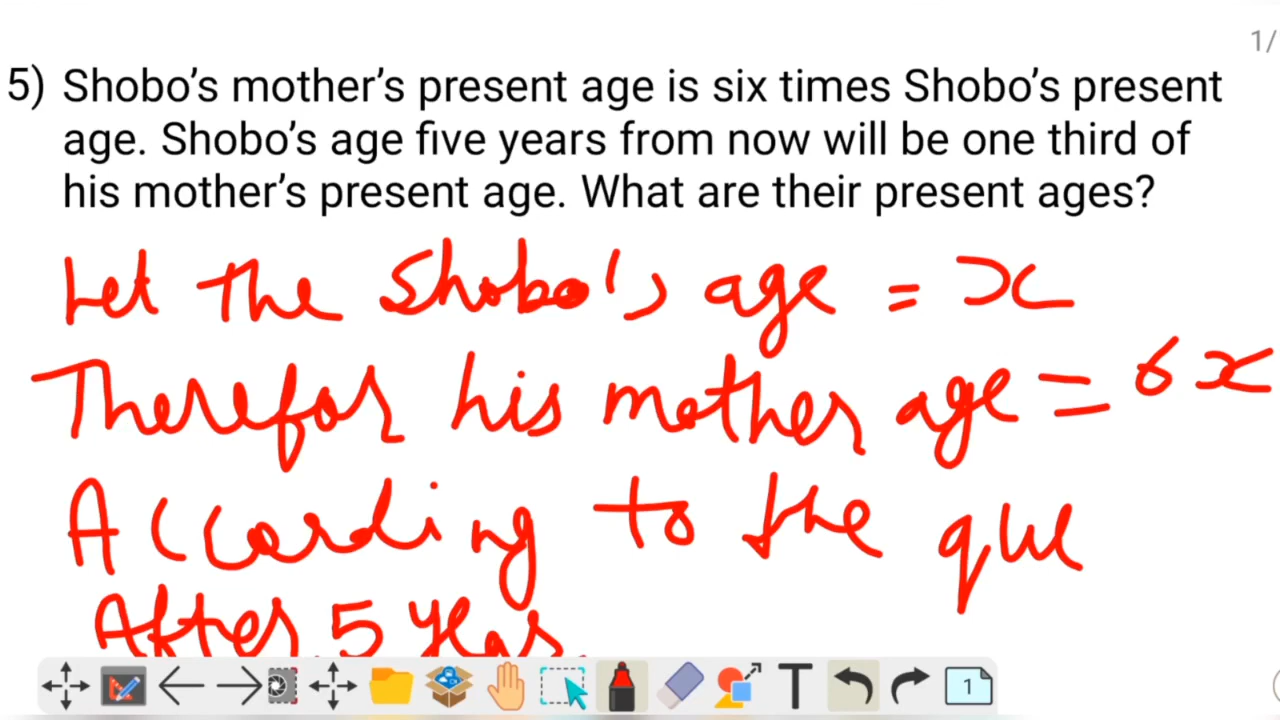 1/
5) Shobo’s mother’s present age is six times Shobo’s present
age. Shobo’s age five years from now will be one third of
his mother’s present age. What are their present ages?
Let the Shobo's age = x
Therefor his mother age = 6x
According to the que
After 5 year
T
1